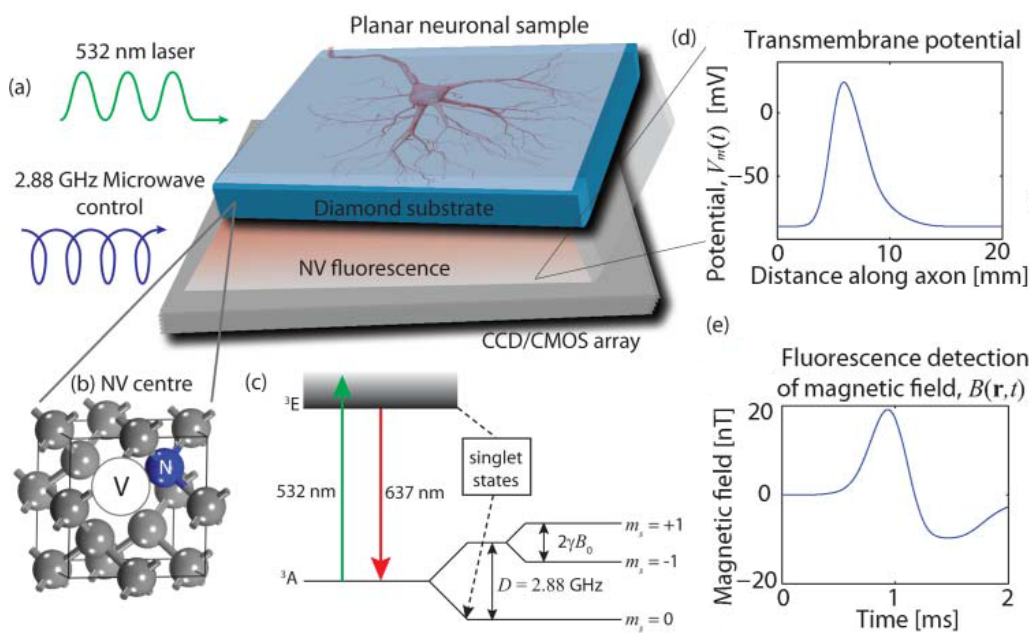 (a)
532 nm laser
2.88 GHz Microwave
control
Planar neuronal sample
Diamond substrate
NV fluorescence
CCD/CMOS array
(b) NV centre
V
N
(c)
³E
532 nm
637 nm
singlet
states
³A
D = 2.88 GHz
2γB₀
mₛ = +1
mₛ = -1
mₛ = 0
(d)
Transmembrane potential
Potential, Vₘ(t) [mV]
0
−50
0
10
20
Distance along axon [mm]
(e)
Fluorescence detection
of magnetic field, B(r,t)
Magnetic field [nT]
20
0
−20
0
1
2
Time [ms]